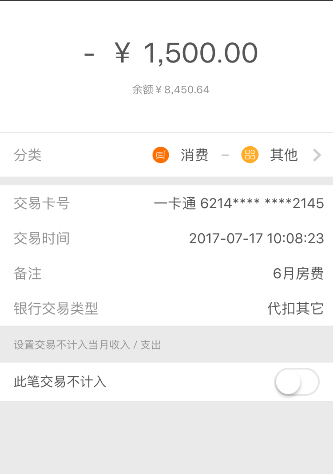 - ¥ 1,500.00
余额¥8,450.64
分类 消费 - 其他
交易卡号 一卡通 6214**** ****2145
交易时间 2017-07-17 10:08:23
备注 6月房费
银行交易类型 代扣其它
设置交易不计入当月收入 / 支出
此笔交易不计入